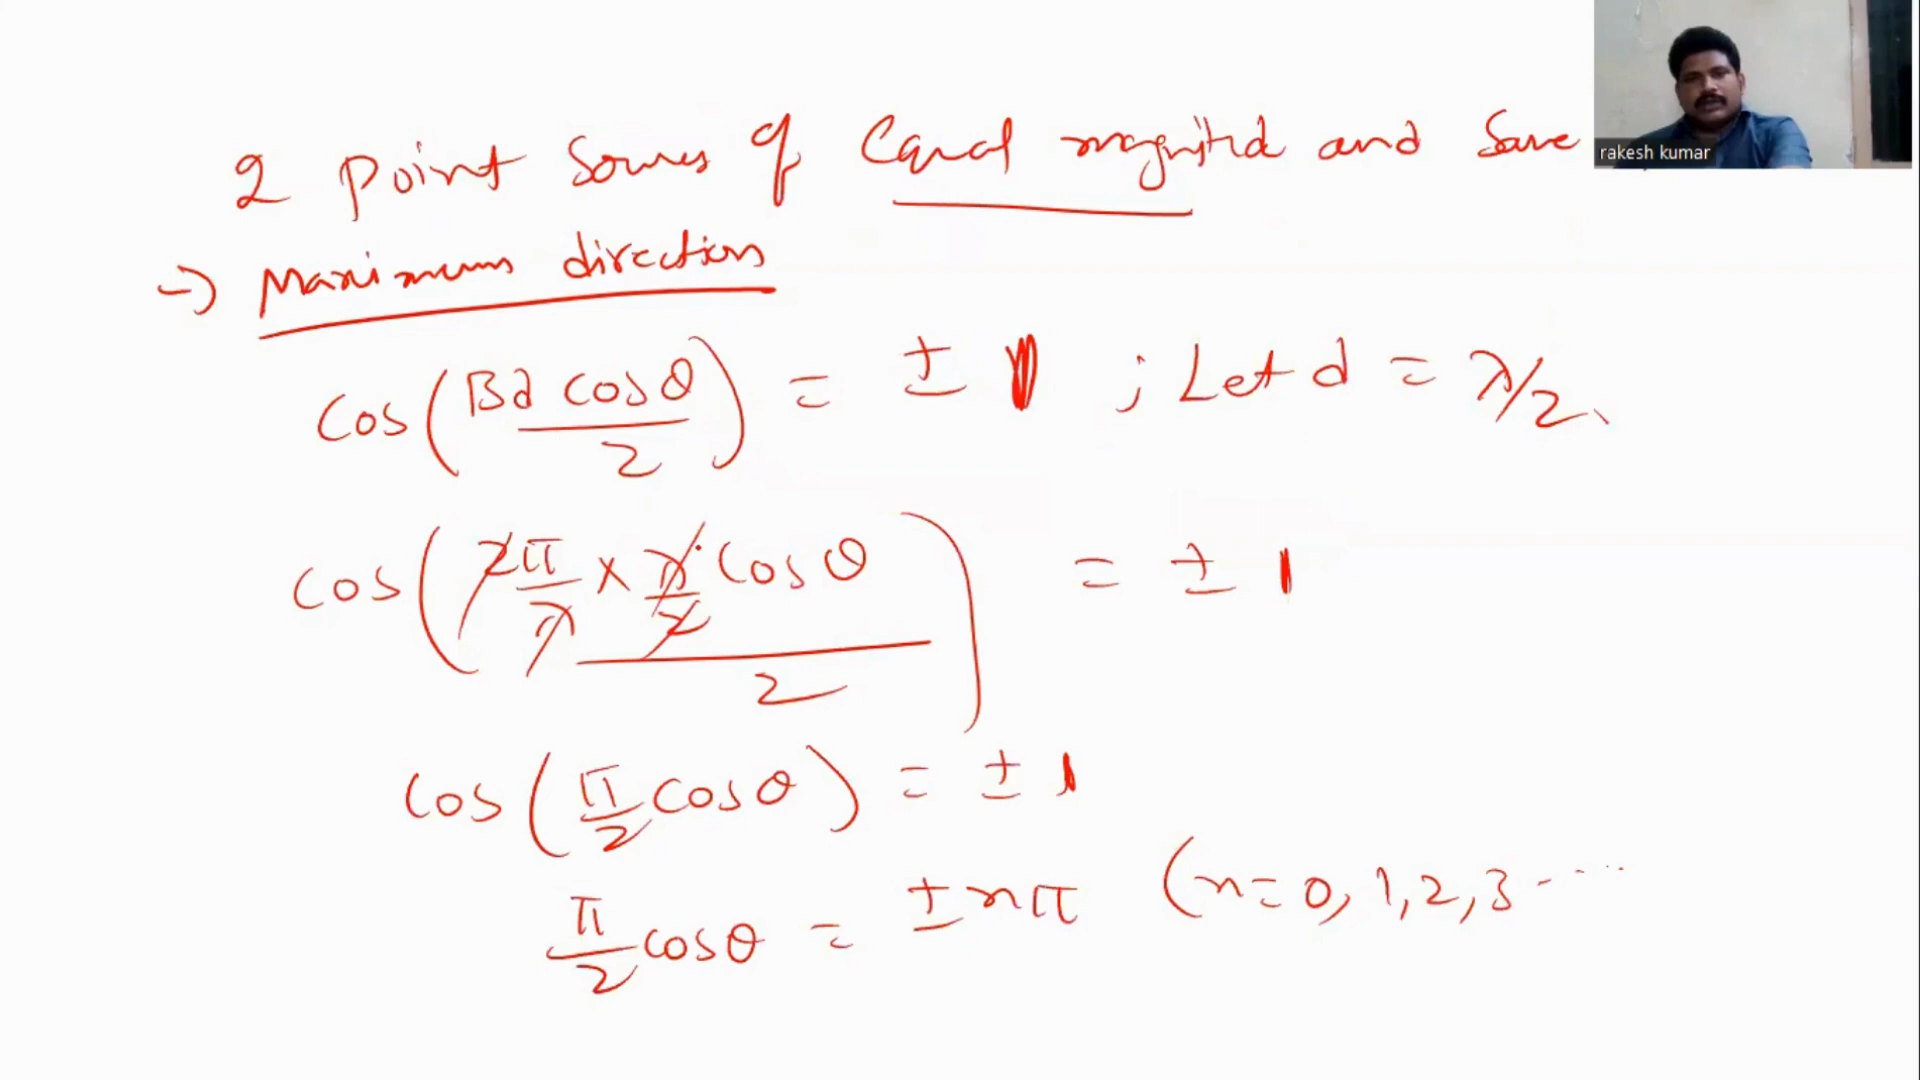 2 Point Sources of Equal magnitud and Same
rakesh kumar
→ Maximum direction
cos(βd cosθ/2) = ± 1 ; Let d = λ/2
cos(2π/λ × λ/2 cosθ / 2) = ± 1
cos(π/2 cosθ) = ± 1
π/2 cosθ = ± nπ (n = 0, 1, 2, 3 ----